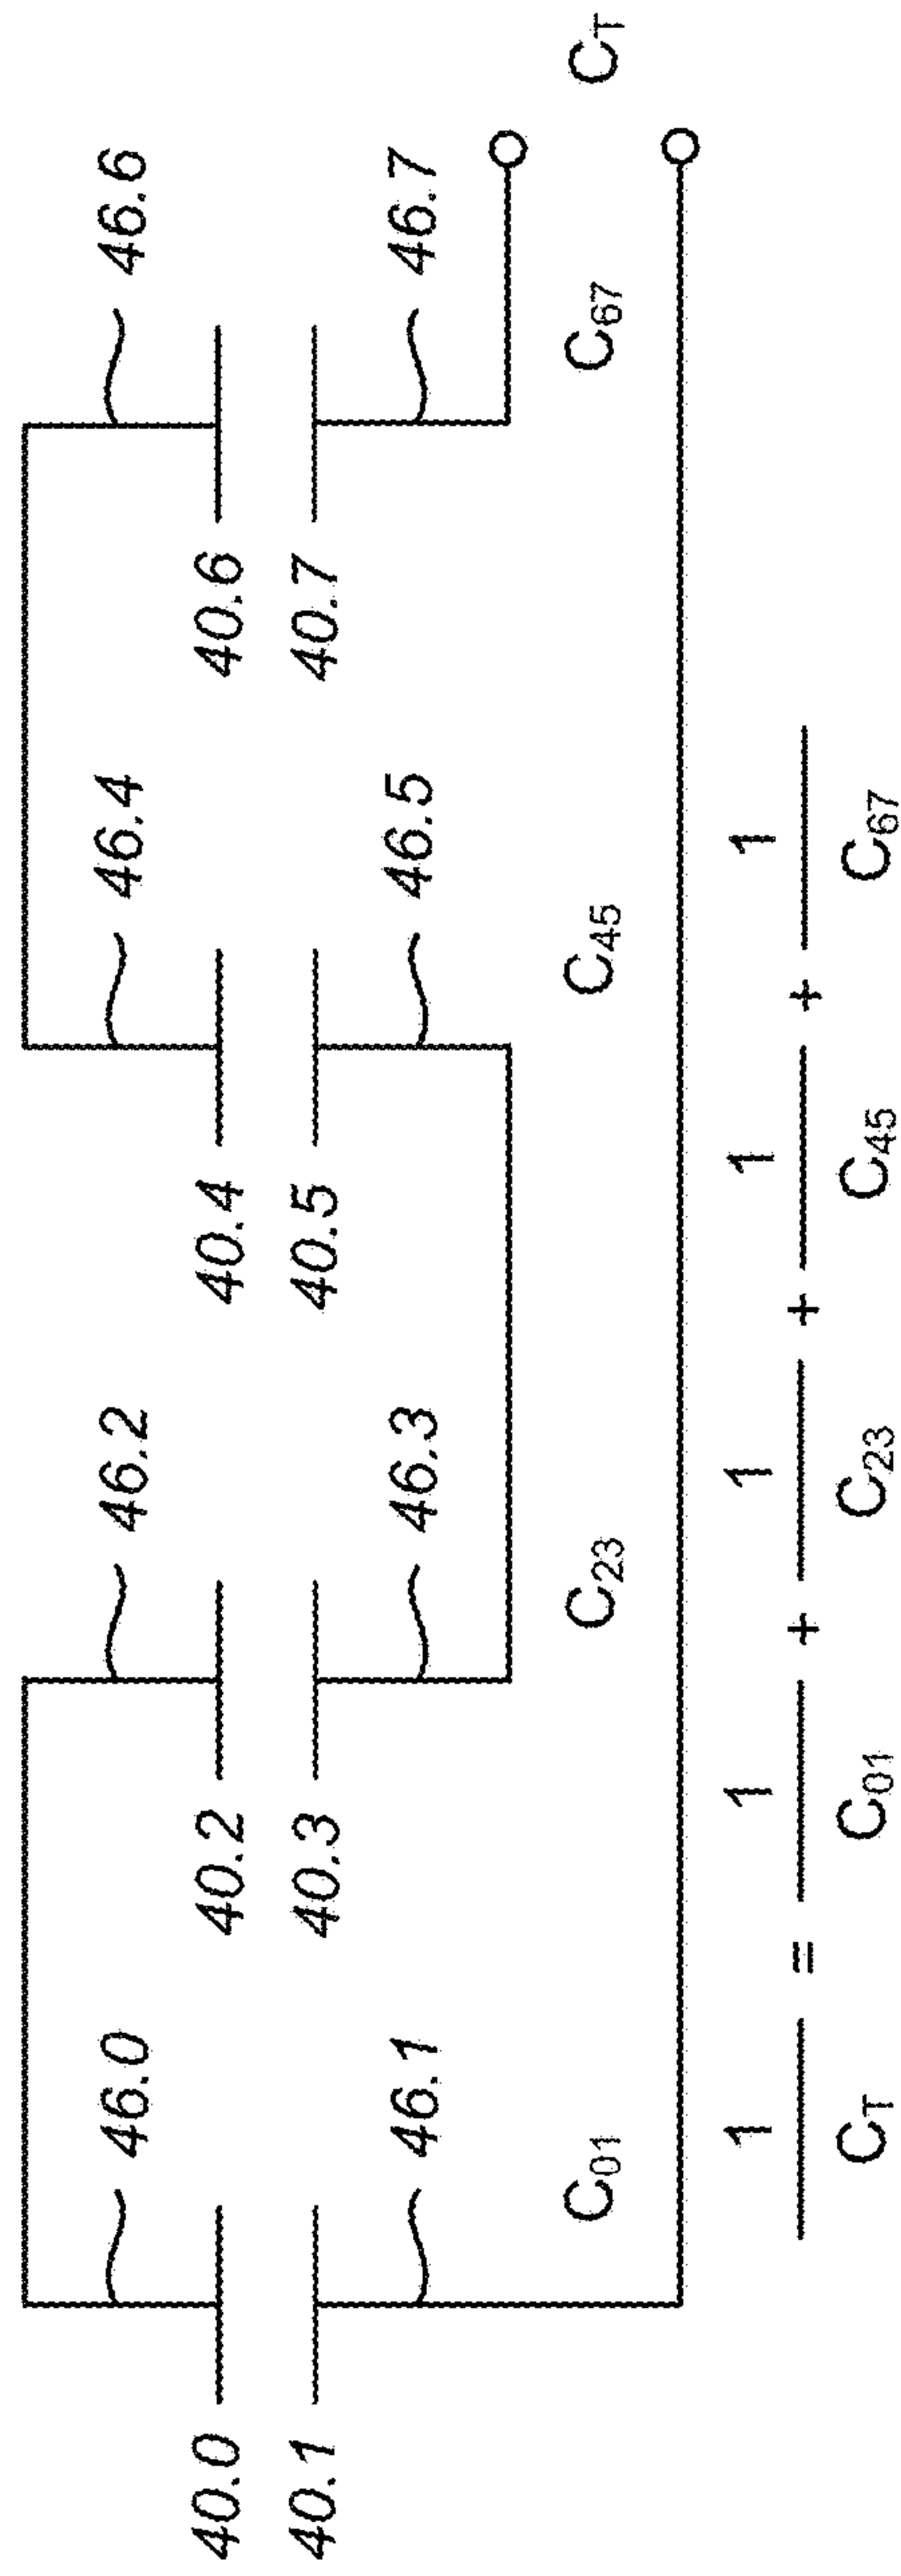 46.0 46.2 46.4 46.6
40.0 40.2 40.4 40.6
40.1 40.3 40.5 40.7
46.1 46.3 46.5 46.7
C₀₁ C₂₃ C₄₅ C₆₇ C_T
1 1 1 1 1
— = — + — + — + —
C_T C₀₁ C₂₃ C₄₅ C₆₇